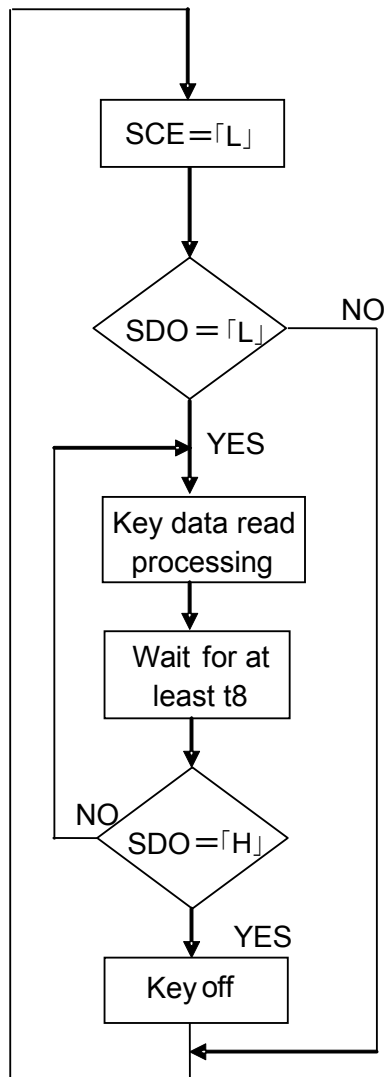 SCE=｢L｣
SDO=｢L｣
NO
YES
Key data read
processing
Wait for at
least t8
NO
SDO=｢H｣
YES
Key off